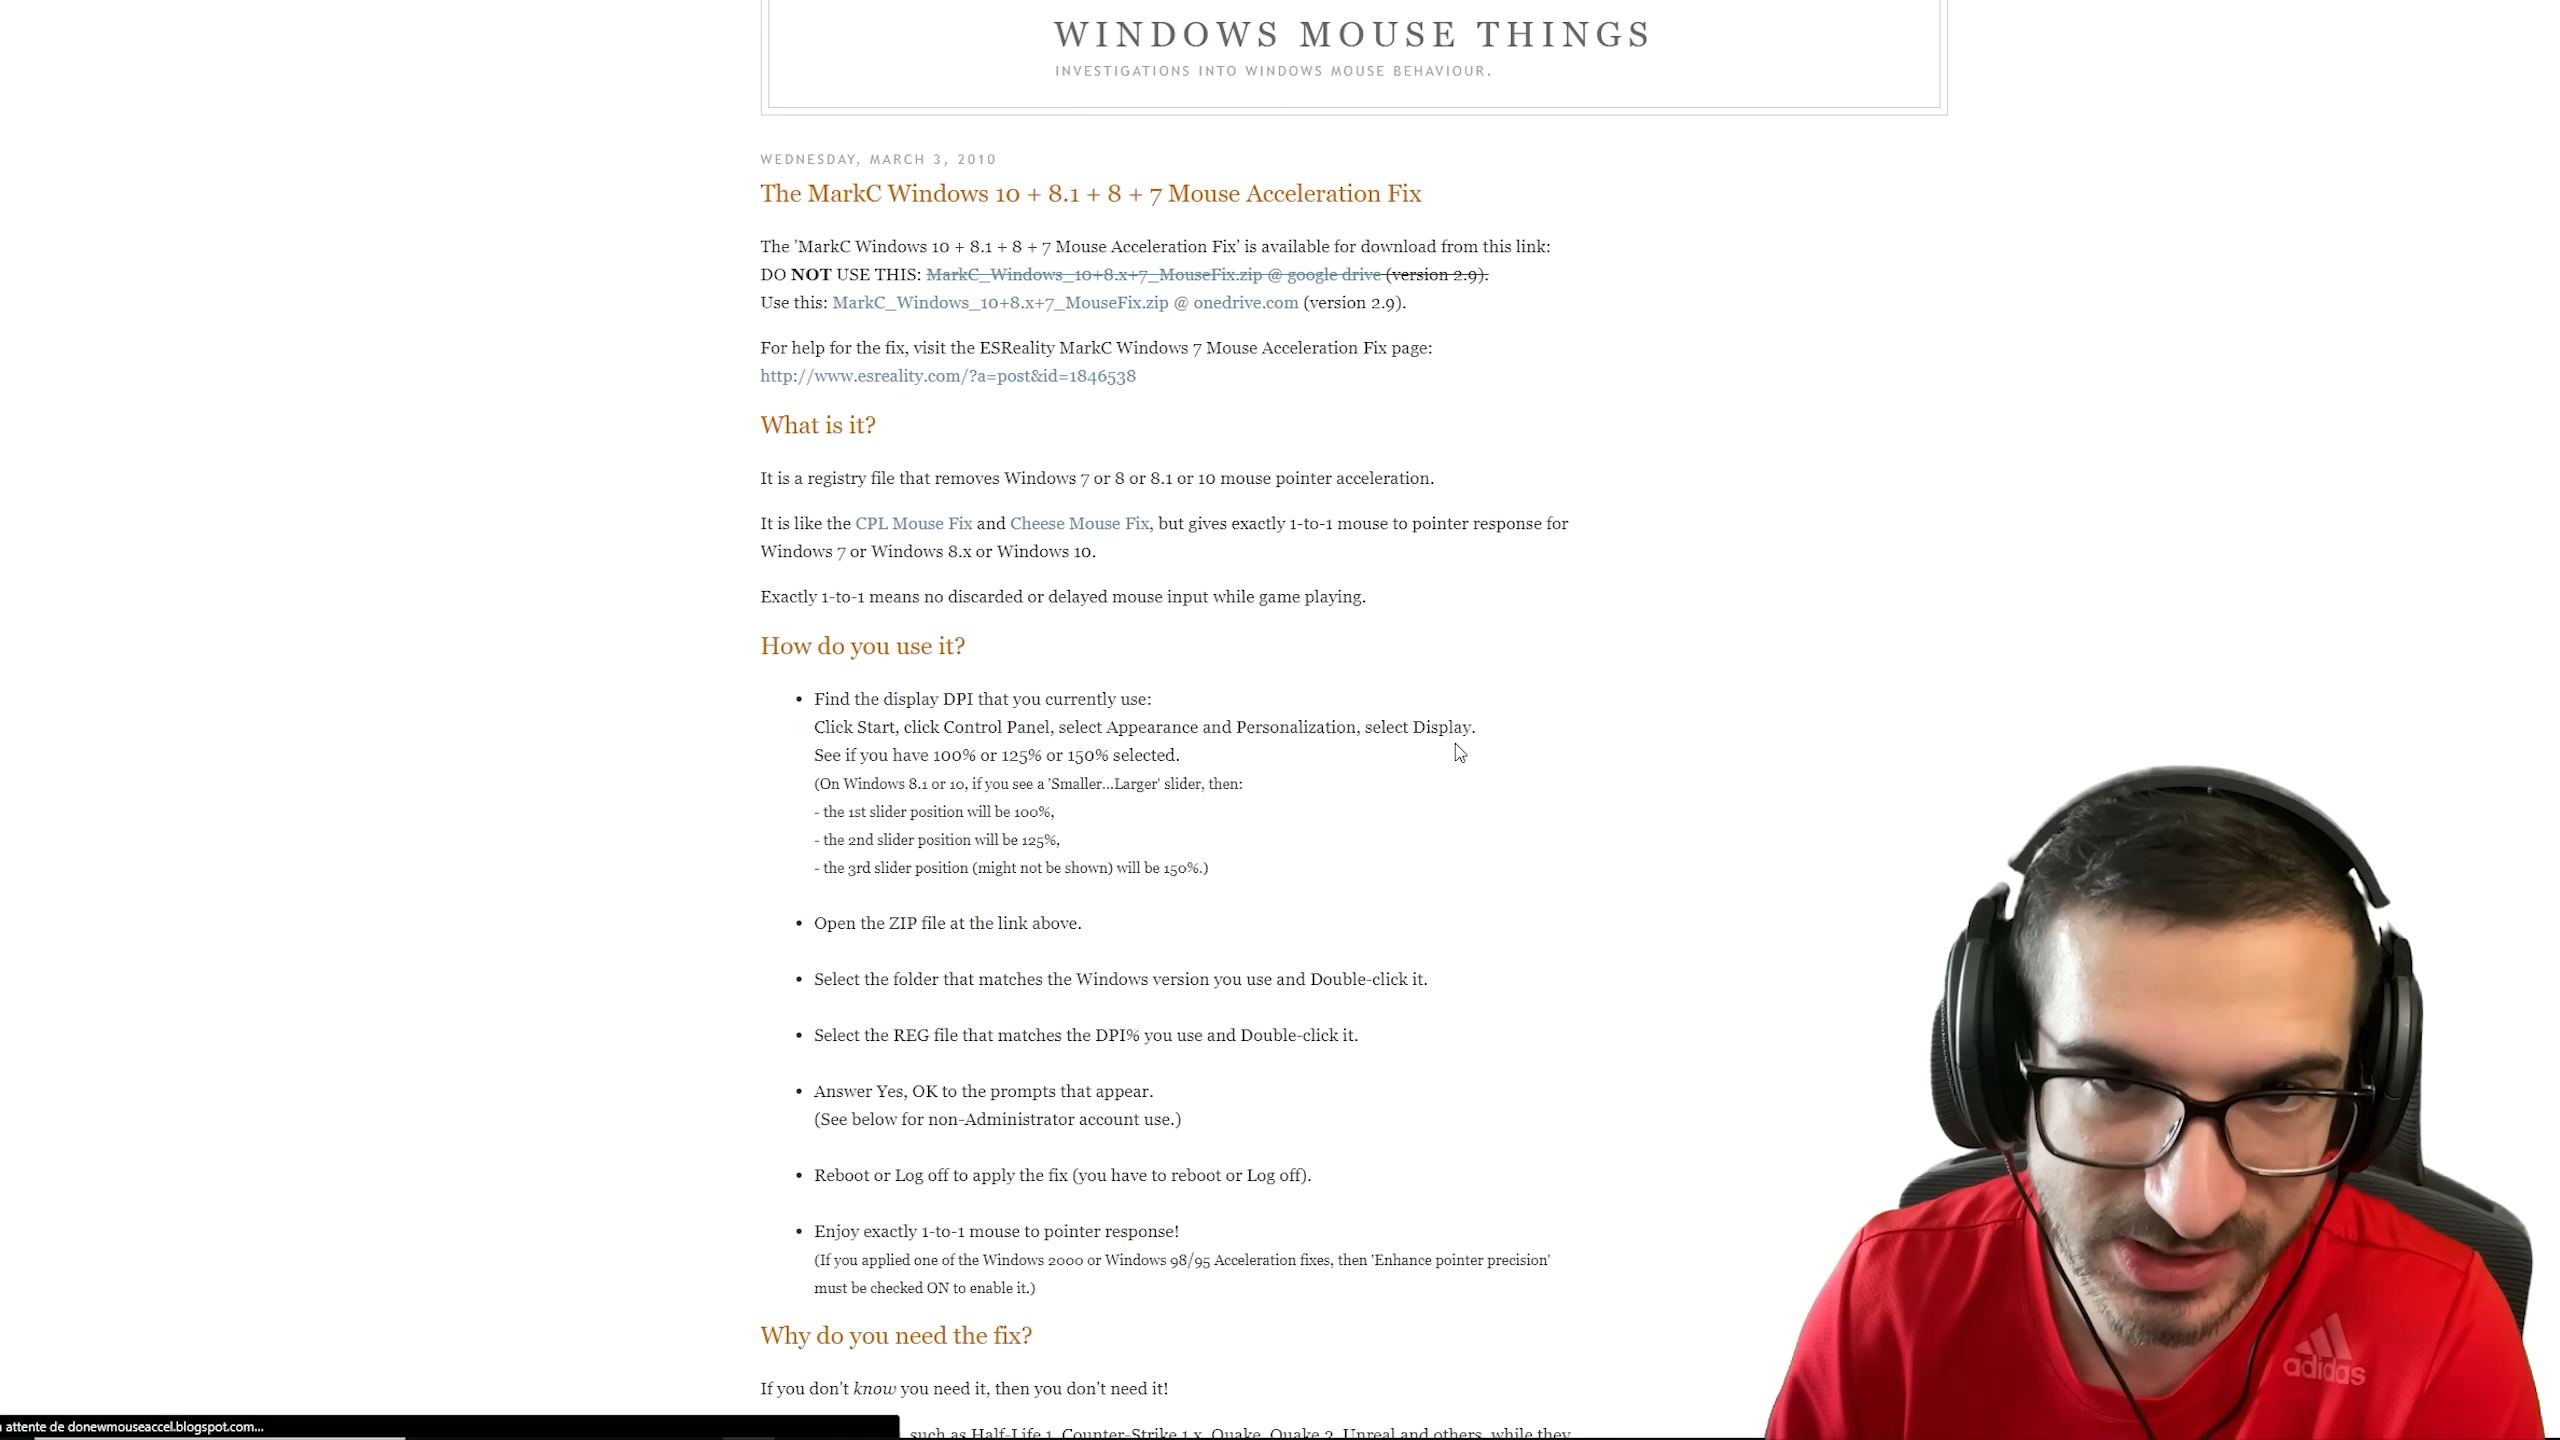 WINDOWS MOUSE THINGS
INVESTIGATIONS INTO WINDOWS MOUSE BEHAVIOUR.
WEDNESDAY, MARCH 3, 2010
The MarkC Windows 10 + 8.1 + 8 + 7 Mouse Acceleration Fix
The 'MarkC Windows 10 + 8.1 + 8 + 7 Mouse Acceleration Fix' is available for download from this link:
DO NOT USE THIS: MarkC_Windows_10+8.x+7_MouseFix.zip @ google drive (version 2.9).
Use this: MarkC_Windows_10+8.x+7_MouseFix.zip @ onedrive.com (version 2.9).
For help for the fix, visit the ESReality MarkC Windows 7 Mouse Acceleration Fix page:
http://www.esreality.com/?a=post&id=1846538
What is it?
It is a registry file that removes Windows 7 or 8 or 8.1 or 10 mouse pointer acceleration.
It is like the CPL Mouse Fix and Cheese Mouse Fix, but gives exactly 1-to-1 mouse to pointer response for
Windows 7 or Windows 8.x or Windows 10.
Exactly 1-to-1 means no discarded or delayed mouse input while game playing.
How do you use it?
• Find the display DPI that you currently use:
Click Start, click Control Panel, select Appearance and Personalization, select Display.
See if you have 100% or 125% or 150% selected.
(On Windows 8.1 or 10, if you see a 'Smaller...Larger' slider, then:
- the 1st slider position will be 100%,
- the 2nd slider position will be 125%,
- the 3rd slider position (might not be shown) will be 150%.)
• Open the ZIP file at the link above.
• Select the folder that matches the Windows version you use and Double-click it.
• Select the REG file that matches the DPI% you use and Double-click it.
• Answer Yes, OK to the prompts that appear.
(See below for non-Administrator account use.)
• Reboot or Log off to apply the fix (you have to reboot or Log off).
• Enjoy exactly 1-to-1 mouse to pointer response!
(If you applied one of the Windows 2000 or Windows 98/95 Acceleration fixes, then 'Enhance pointer precision'
must be checked ON to enable it.)
Why do you need the fix?
If you don't know you need it, then you don't need it!
such as Half-Life 1, Counter-Strike 1.x, Quake, Quake 2, Unreal and others, while they
attente de donewmouseaccel.blogspot.com...
adidas